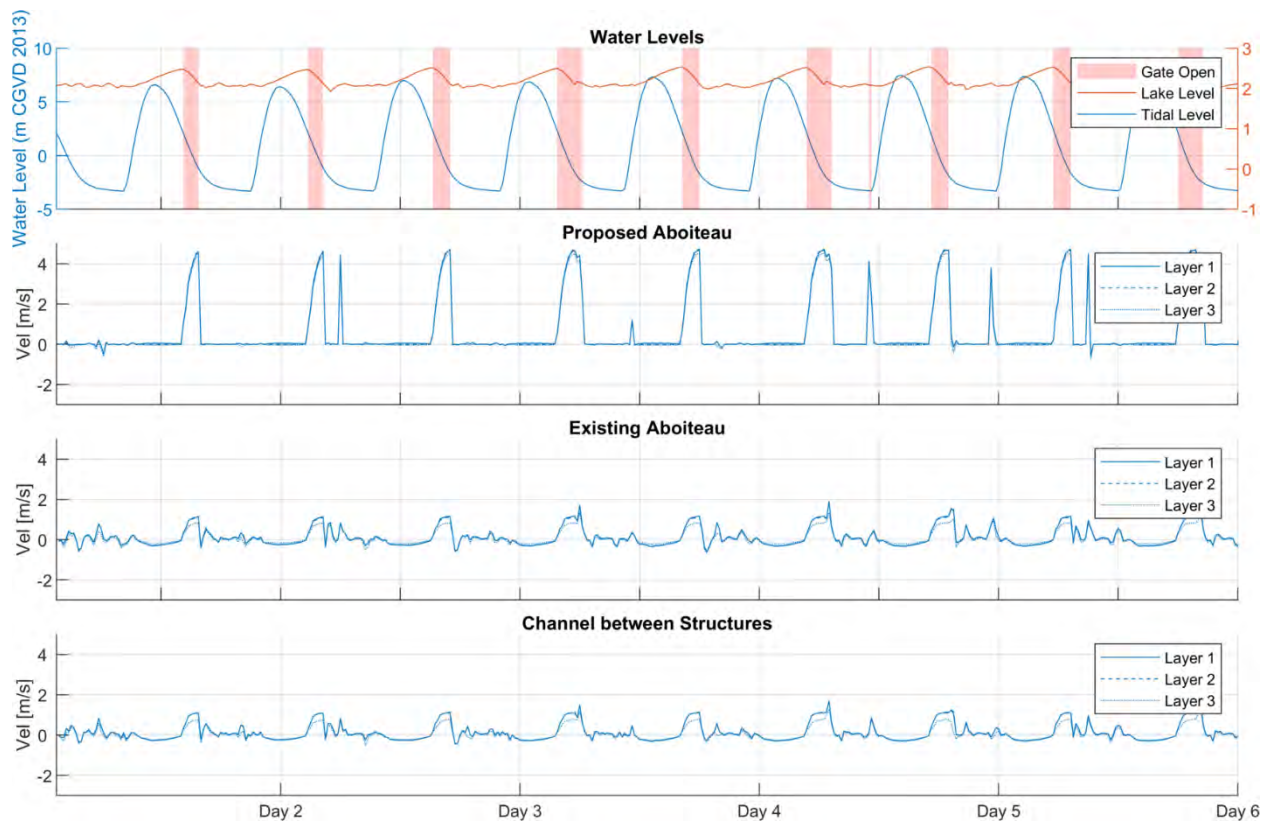 Water Levels
Water Level (m CGVD 2013)
10
5
0
-5
3
2
1
0
-1
Gate Open
Lake Level
Tidal Level
Proposed Aboiteau
Vel [m/s]
4
2
0
-2
Layer 1
Layer 2
Layer 3
Existing Aboiteau
Vel [m/s]
4
2
0
-2
Layer 1
Layer 2
Layer 3
Channel between Structures
Vel [m/s]
4
2
0
-2
Layer 1
Layer 2
Layer 3
Day 2 Day 3 Day 4 Day 5 Day 6